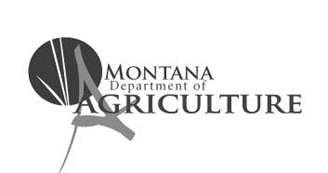 MONTANA
Department of
AGRICULTURE